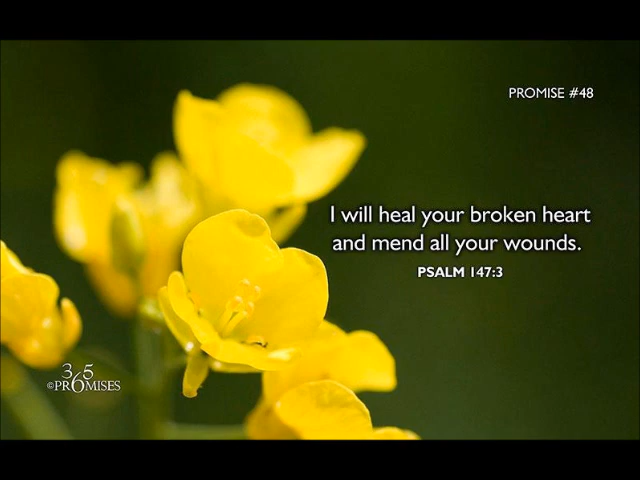 PROMISE #48
I will heal your broken heart
and mend all your wounds.
PSALM 147:3
365
©PROMISES